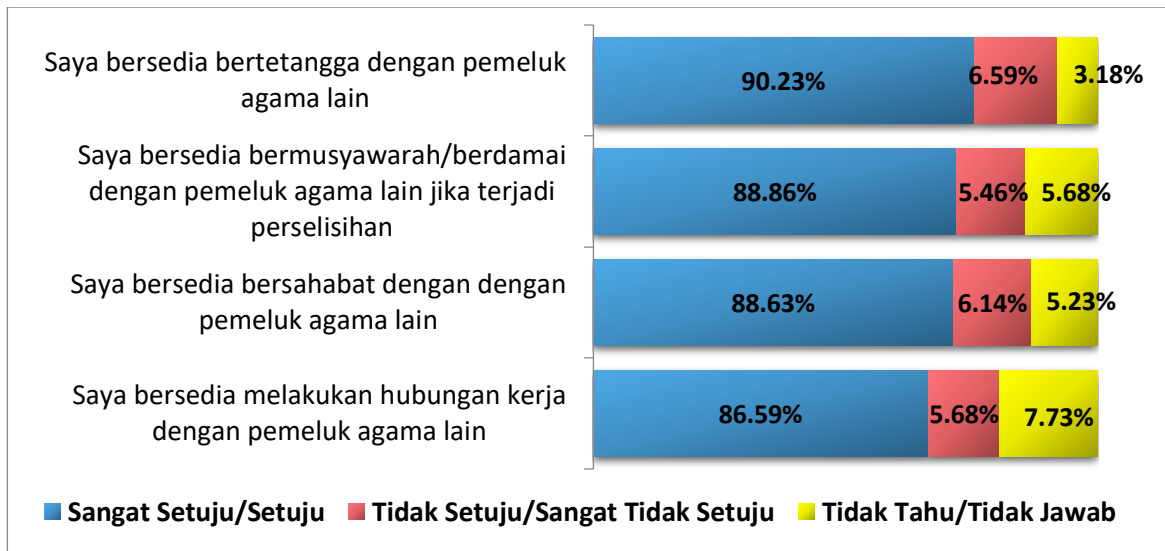 Saya bersedia bertetangga dengan pemeluk
agama lain
90.23%
6.59%
3.18%
Saya bersedia bermusyawarah/berdamai
dengan pemeluk agama lain jika terjadi
perselisihan
88.86%
5.46%
5.68%
Saya bersedia bersahabat dengan dengan
pemeluk agama lain
88.63%
6.14%
5.23%
Saya bersedia melakukan hubungan kerja
dengan pemeluk agama lain
86.59%
5.68%
7.73%
Sangat Setuju/Setuju
Tidak Setuju/Sangat Tidak Setuju
Tidak Tahu/Tidak Jawab